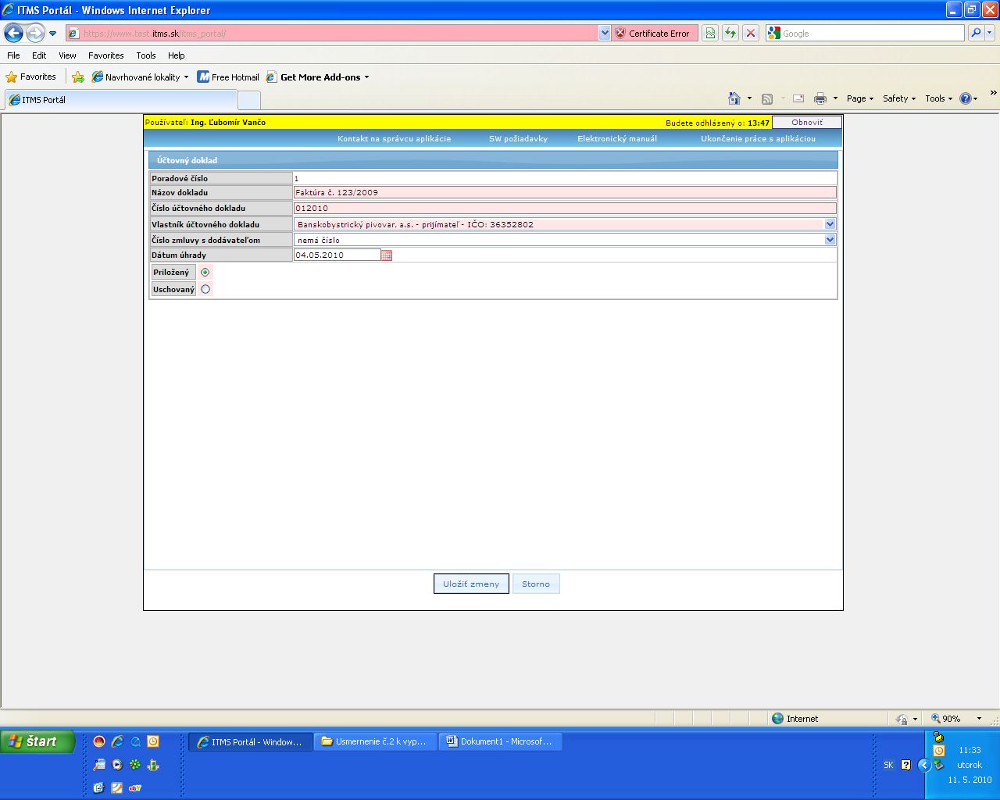 ITMS Portál - Windows Internet Explorer
https://www.test.itms.sk/itms_portal/
Certificate Error
Google
File Edit View Favorites Tools Help
Favorites Navrhované lokality Free Hotmail Get More Add-ons
ITMS Portál
Page Safety Tools
Používateľ: Ing. Ľubomír Vančo
Budete odhlásený o: 13:47 Obnoviť
Kontakt na správcu aplikácie SW požiadavky Elektronický manuál Ukončenie práce s aplikáciou
Účtovný doklad
Poradové číslo 1
Názov dokladu Faktúra č. 123/2009
Číslo účtovného dokladu 012010
Vlastník účtovného dokladu Banskobystrický pivovar, a.s. - prijímateľ - IČO: 36352802
Číslo zmluvy s dodávateľom nemá číslo
Dátum úhrady 04.05.2010
Priložený
Uschovaný
Uložiť zmeny Storno
Internet 90%
štart
ITMS Portál - Window... Usmernenie č.2 k vyp... Dokument1 - Microsof...
SK
11:33
utorok
11. 5. 2010